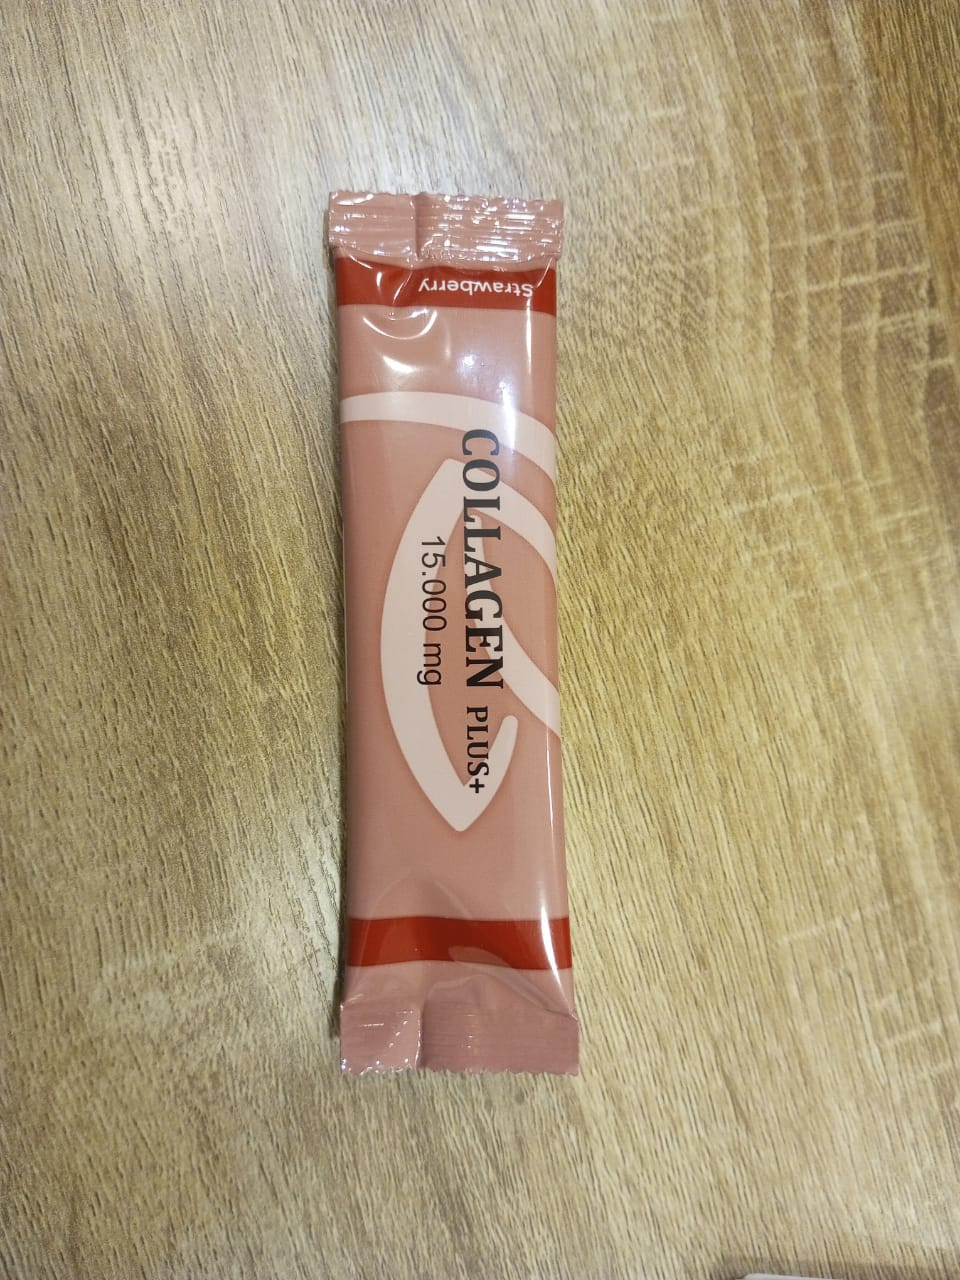 Strawberry
COLLAGEN PLUS+
15.000 mg